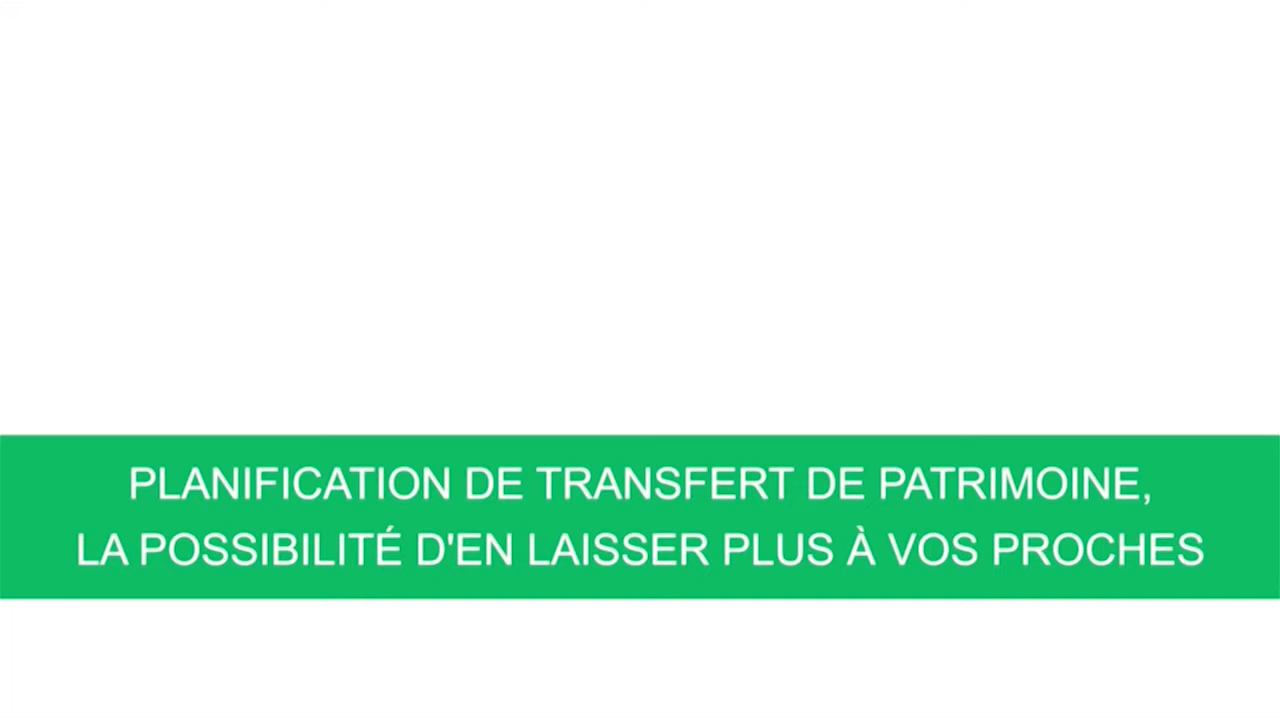 PLANIFICATION DE TRANSFERT DE PATRIMOINE,
LA POSSIBILITÉ D'EN LAISSER PLUS À VOS PROCHES